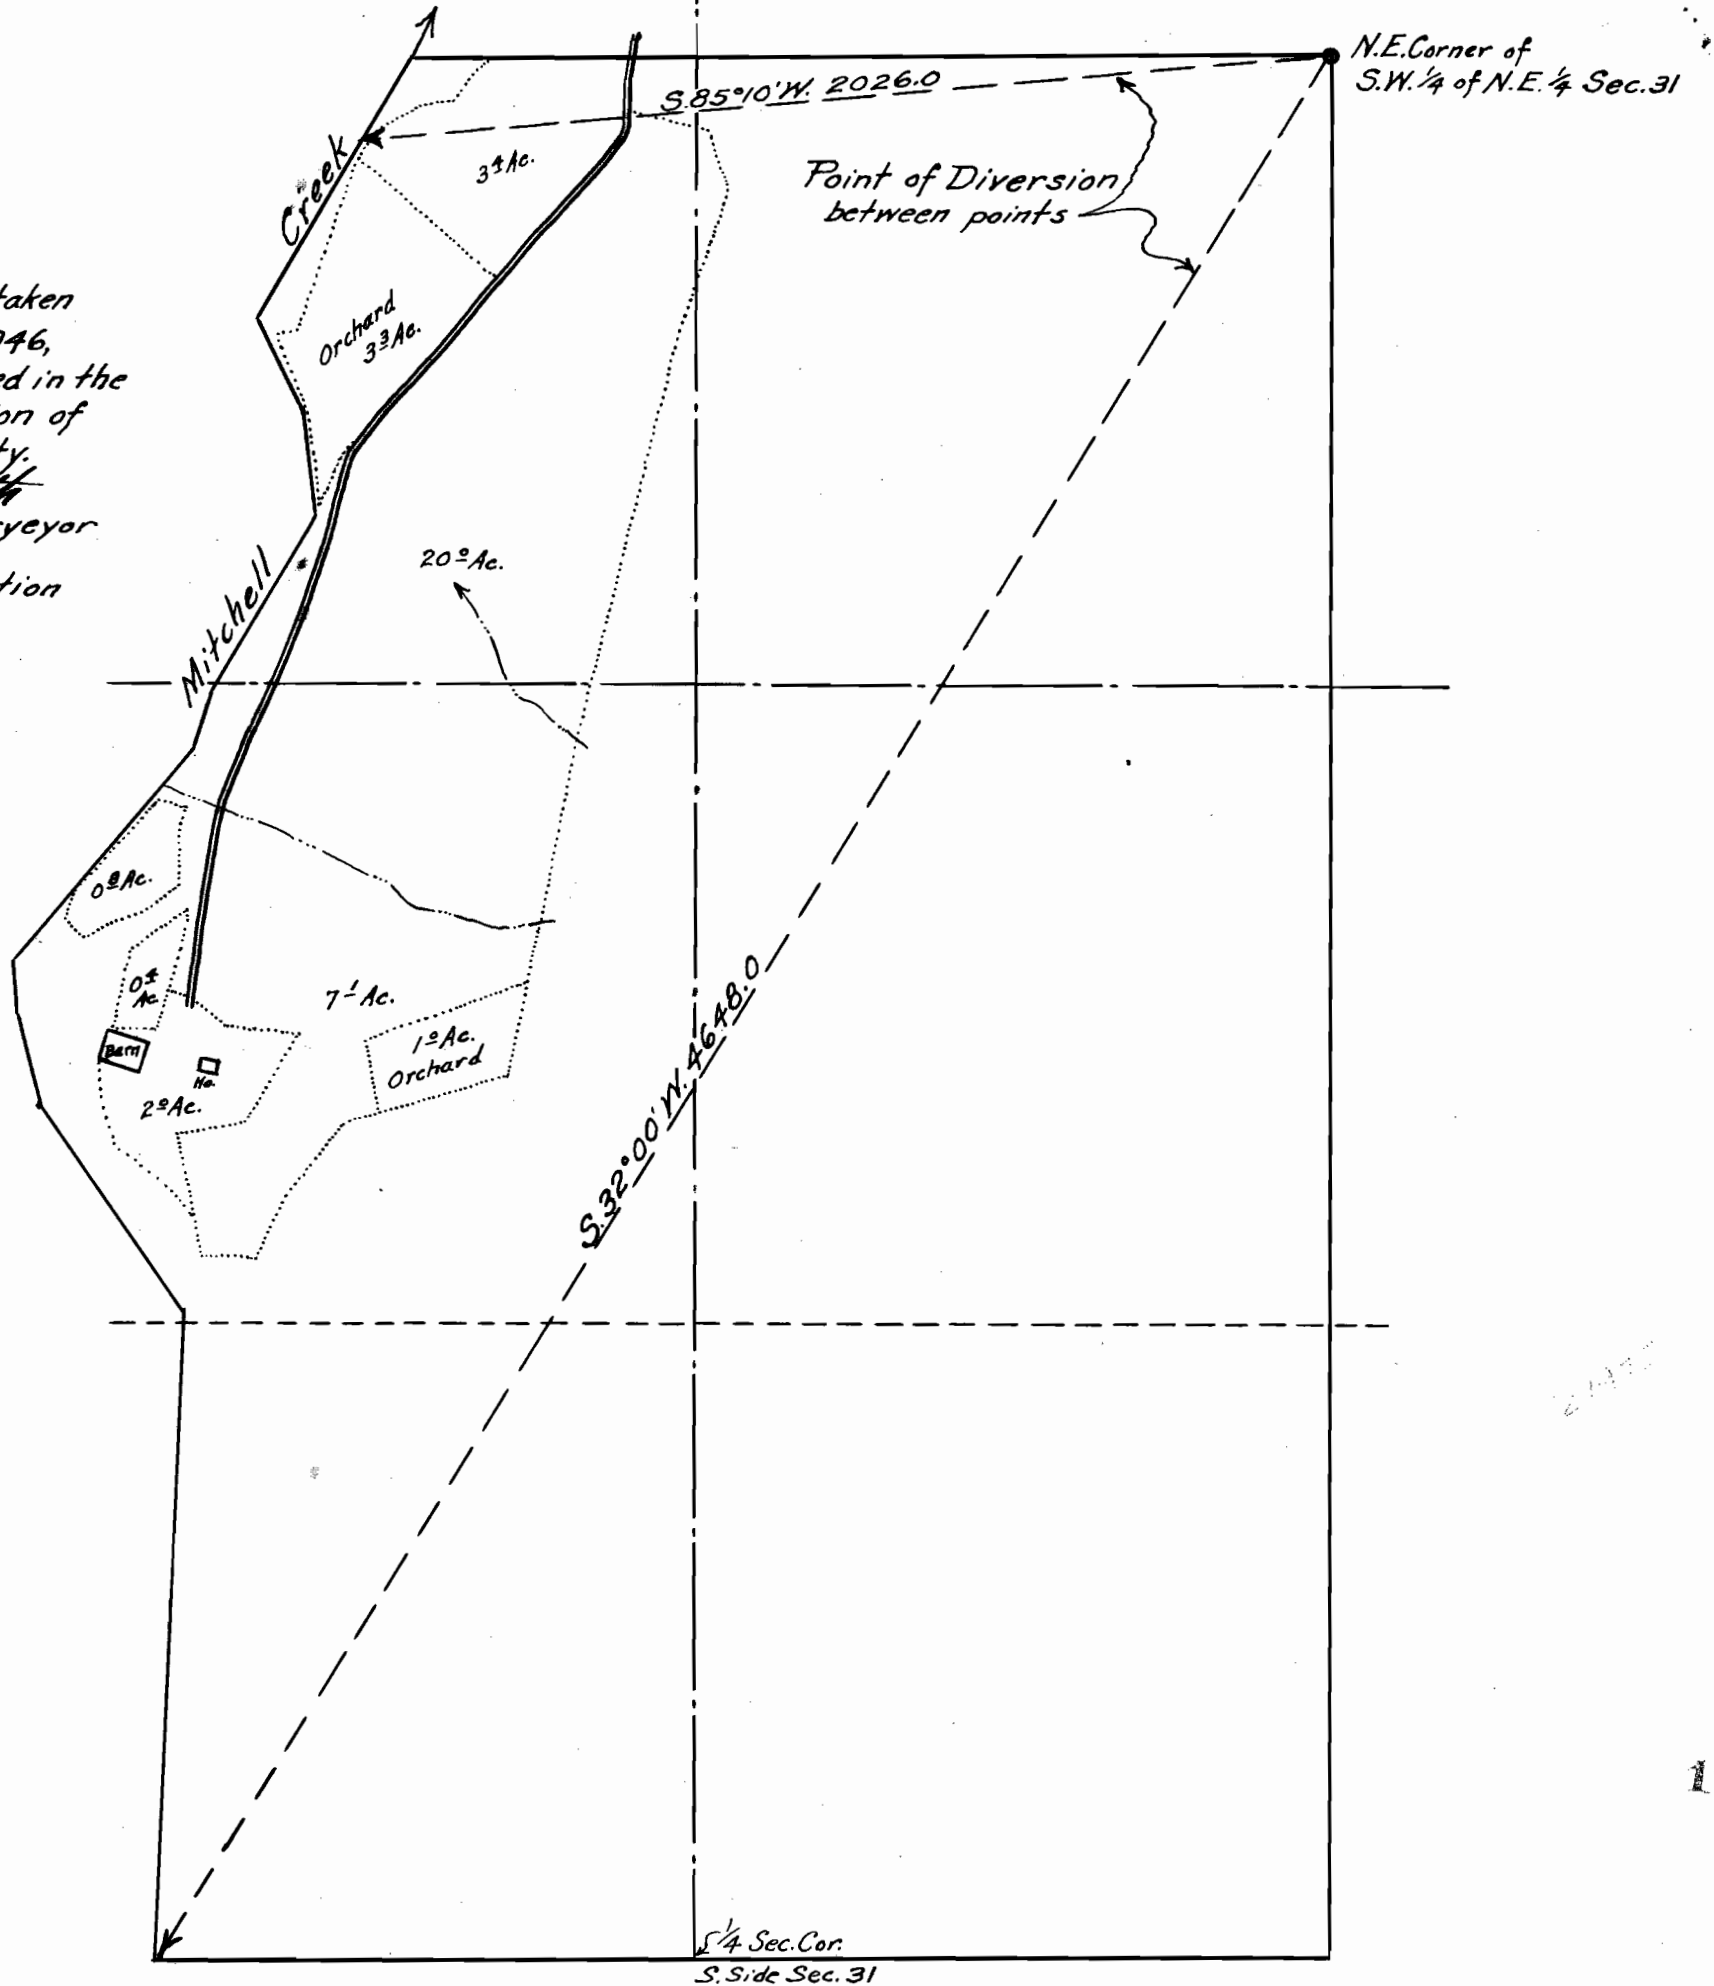 N.E. Corner of
S.W. ¼ of N.E. ¼ Sec. 31
S.85°10'W. 2026.0
Point of Diversion
between points
Creek
3⁴ Ac.
Orchard
3³ Ac.
taken
946,
ed in the
on of
ty.
veyor
tion
20⁰ Ac.
Mitchell
0⁸ Ac.
0⁴
Ac.
7¹ Ac.
1⁰ Ac.
Orchard
Barn
Ho.
2⁰ Ac.
S.32°00'W. 4648.0
¼ Sec. Cor.
S. Side Sec. 31
1